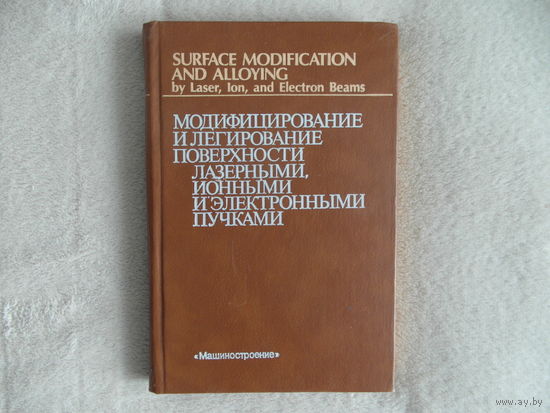 SURFACE MODIFICATION
AND ALLOYING
by Laser, Ion, and Electron Beams
МОДИФИЦИРОВАНИЕ
И ЛЕГИРОВАНИЕ
ПОВЕРХНОСТИ
ЛАЗЕРНЫМИ,
ИОННЫМИ
И ЭЛЕКТРОННЫМИ
ПУЧКАМИ
«Машиностроение»
www.ay.by